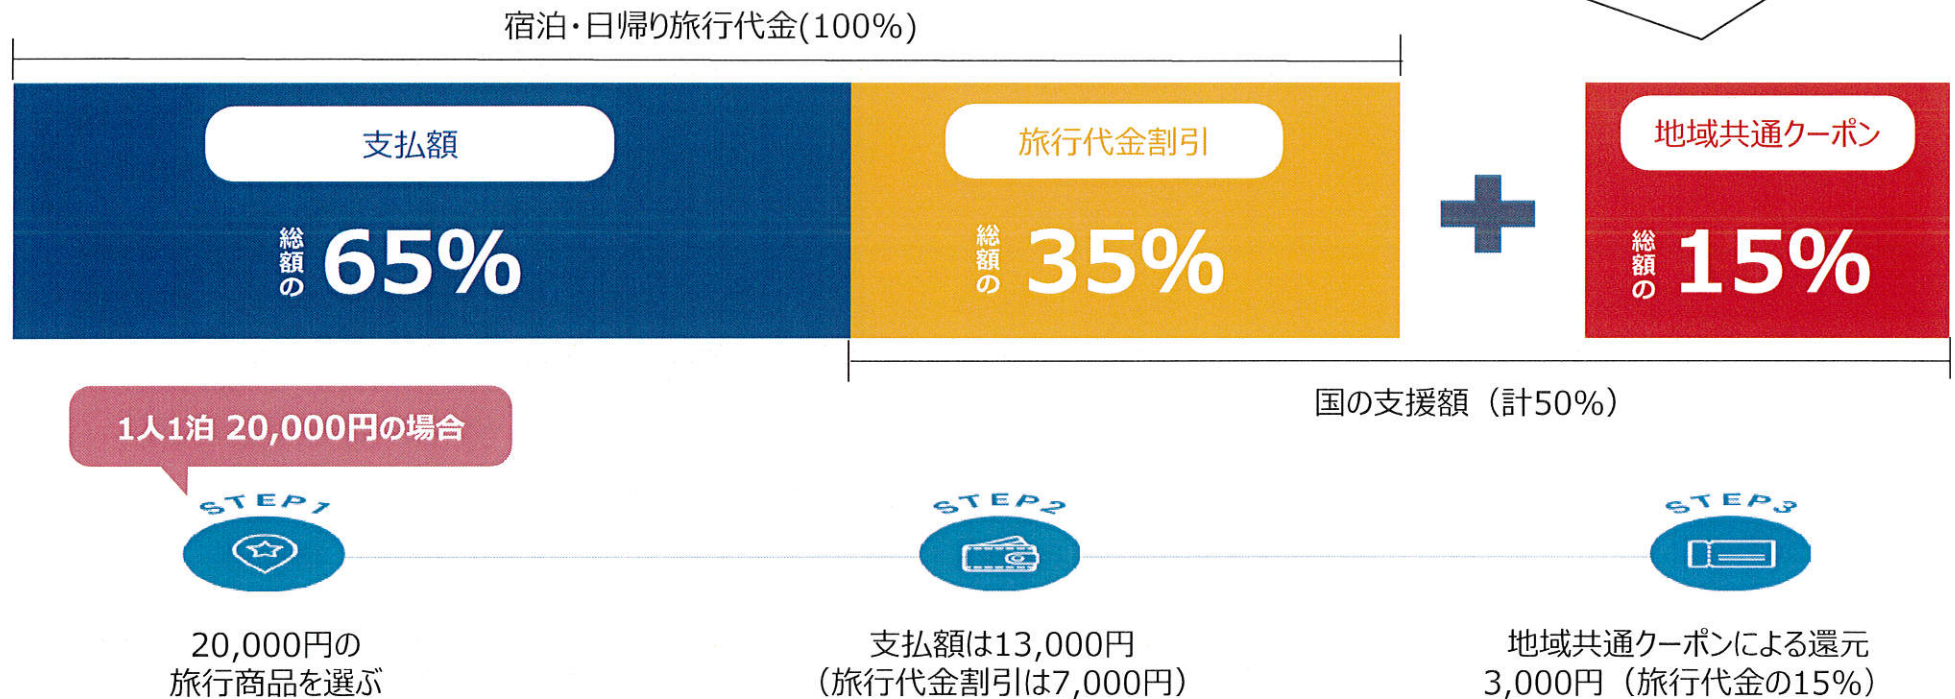 宿泊・日帰り旅行代金(100%)
支払額
旅行代金割引
地域共通クーポン
総額の 65%
総額の 35%
総額の 15%
国の支援額（計50%）
1人1泊 20,000円の場合
STEP1
STEP2
STEP3
20,000円の
旅行商品を選ぶ
支払額は13,000円
（旅行代金割引は7,000円）
地域共通クーポンによる還元
3,000円（旅行代金の15%）